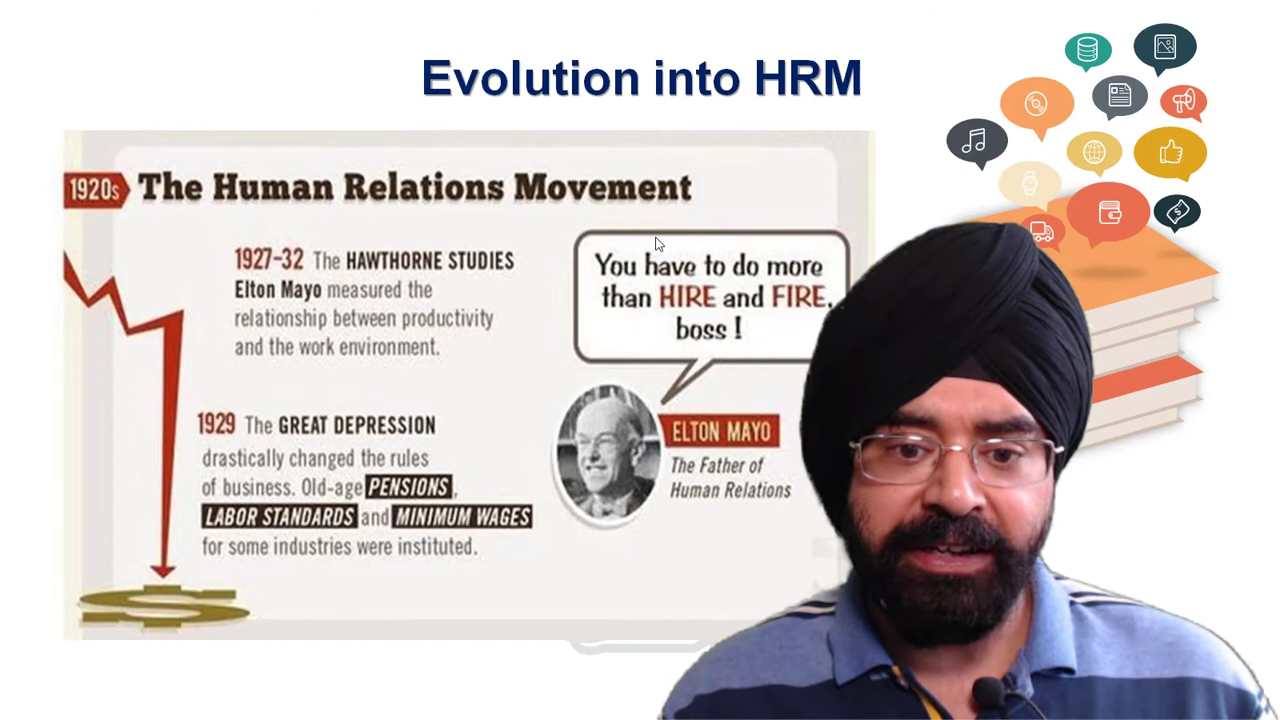 Evolution into HRM
1920s The Human Relations Movement
1927-32 The HAWTHORNE STUDIES
Elton Mayo measured the
relationship between productivity
and the work environment.
You have to do more
than HIRE and FIRE,
boss !
1929 The GREAT DEPRESSION
drastically changed the rules
of business. Old-age PENSIONS,
LABOR STANDARDS and MINIMUM WAGES
for some industries were instituted.
ELTON MAYO
The Father of
Human Relations